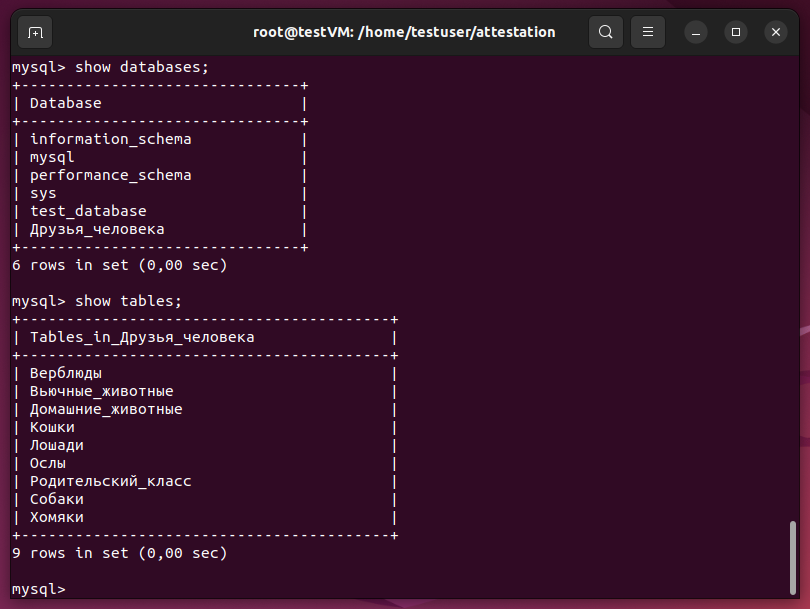 root@testVM: /home/testuser/attestation
mysql> show databases;
+-------------------------------+
| Database                      |
+-------------------------------+
| information_schema            |
| mysql                         |
| performance_schema            |
| sys                           |
| test_database                 |
| Друзья_человека               |
+-------------------------------+
6 rows in set (0,00 sec)
mysql> show tables;
+-----------------------------------------+
| Tables_in_Друзья_человека               |
+-----------------------------------------+
| Верблюды                                |
| Вьючные_животные                        |
| Домашние_животные                       |
| Кошки                                   |
| Лошади                                  |
| Ослы                                    |
| Родительский_класс                      |
| Собаки                                  |
| Хомяки                                  |
+-----------------------------------------+
9 rows in set (0,00 sec)
mysql>